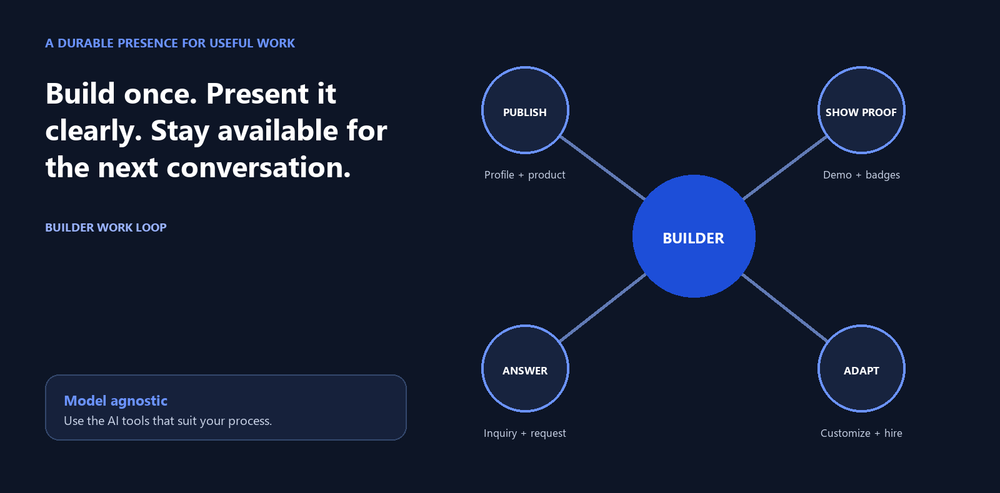 A DURABLE PRESENCE FOR USEFUL WORK
Build once. Present it
clearly. Stay available for
the next conversation.
BUILDER WORK LOOP
Model agnostic
Use the AI tools that suit your process.
PUBLISH
Profile + product
SHOW PROOF
Demo + badges
BUILDER
ANSWER
Inquiry + request
ADAPT
Customize + hire